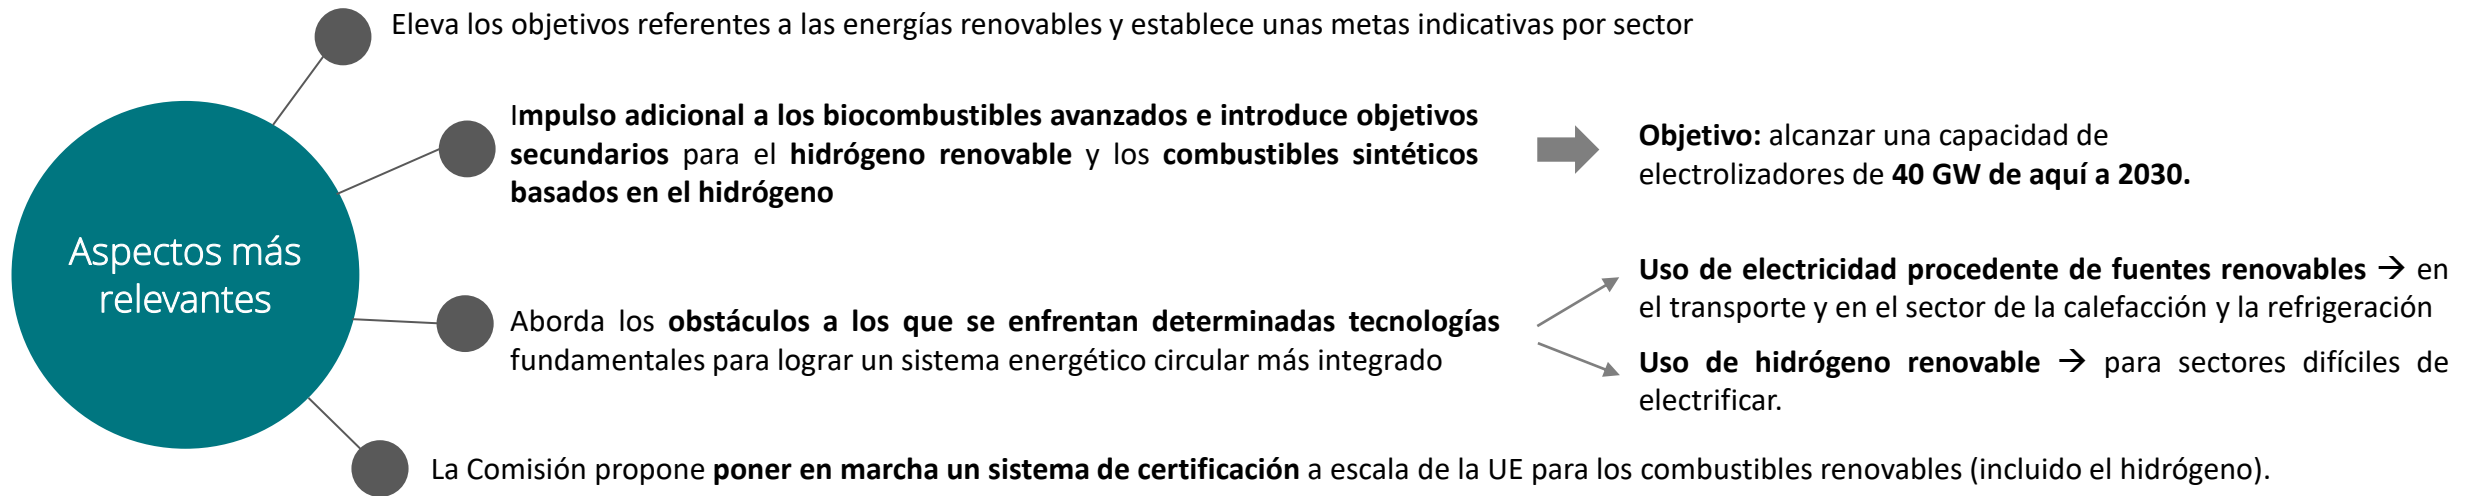 Eleva los objetivos referentes a las energías renovables y establece unas metas indicativas por sector
Impulso adicional a los biocombustibles avanzados e introduce objetivos
secundarios para el hidrógeno renovable y los combustibles sintéticos
basados en el hidrógeno
Objetivo: alcanzar una capacidad de
electrolizadores de 40 GW de aquí a 2030.
Aspectos más
relevantes
Aborda los obstáculos a los que se enfrentan determinadas tecnologías
fundamentales para lograr un sistema energético circular más integrado
Uso de electricidad procedente de fuentes renovables → en
el transporte y en el sector de la calefacción y la refrigeración
Uso de hidrógeno renovable → para sectores difíciles de
electrificar.
La Comisión propone poner en marcha un sistema de certificación a escala de la UE para los combustibles renovables (incluido el hidrógeno).